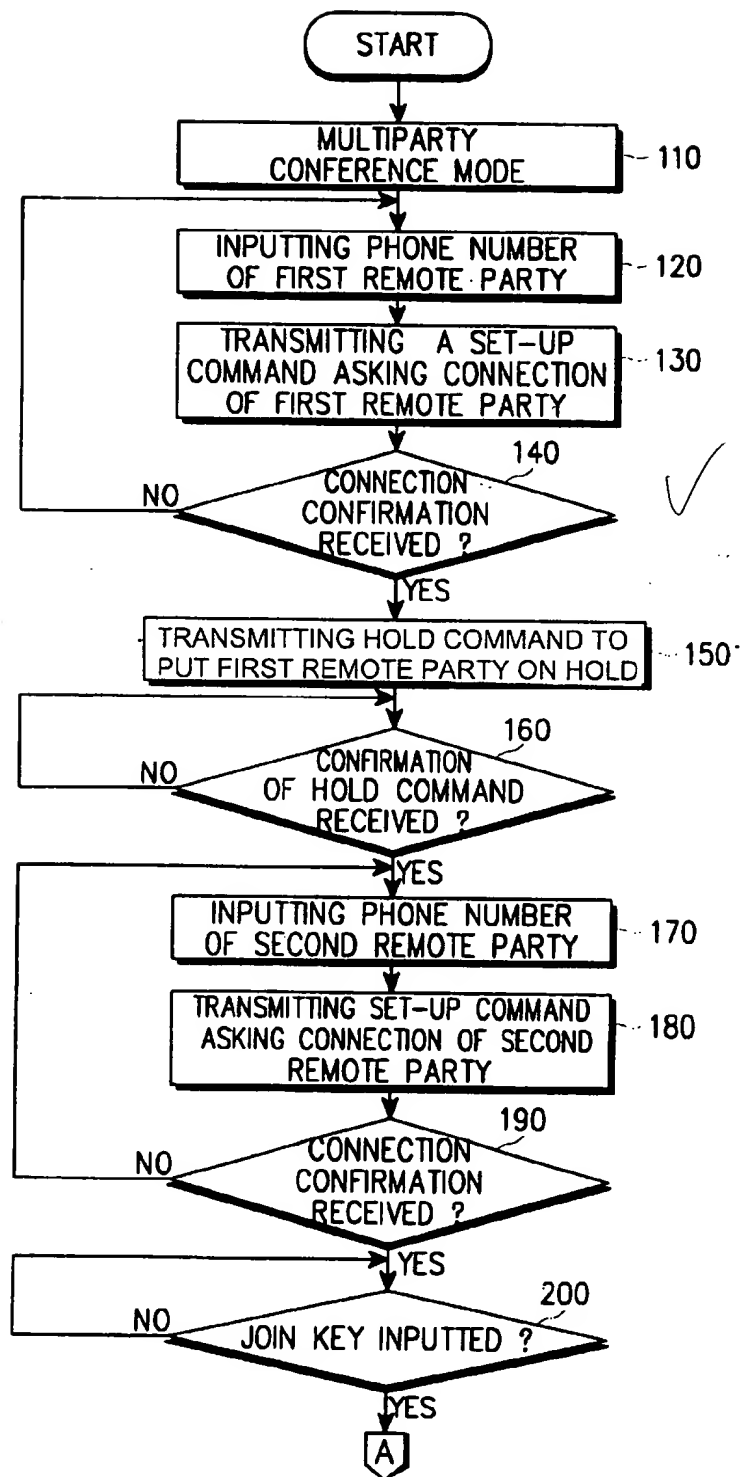 START
MULTIPARTY
CONFERENCE MODE
110
INPUTTING PHONE NUMBER
OF FIRST REMOTE PARTY
120
TRANSMITTING A SET-UP
COMMAND ASKING CONNECTION
OF FIRST REMOTE PARTY
130
140
CONNECTION
CONFIRMATION
RECEIVED ?
NO
YES
TRANSMITTING HOLD COMMAND TO
PUT FIRST REMOTE PARTY ON HOLD
150
160
CONFIRMATION
OF HOLD COMMAND
RECEIVED ?
NO
YES
INPUTTING PHONE NUMBER
OF SECOND REMOTE PARTY
170
TRANSMITTING SET-UP COMMAND
ASKING CONNECTION OF SECOND
REMOTE PARTY
180
190
CONNECTION
CONFIRMATION
RECEIVED ?
NO
YES
200
JOIN KEY INPUTTED ?
NO
YES
A